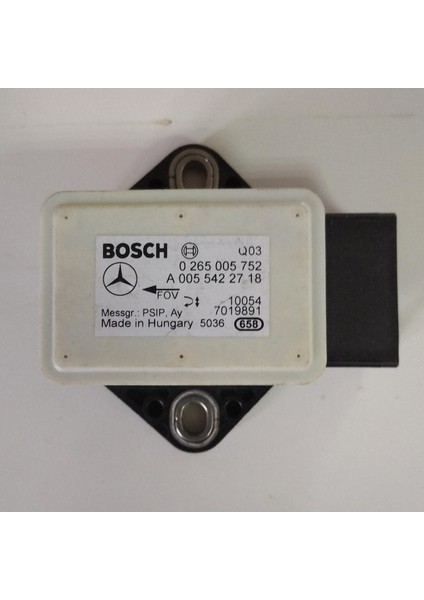 BOSCH Q03
0 265 005 752
A 005 542 27 18
FOV 10054
Messgr.: PSIP, Ay 7019891
Made in Hungary 5036 658